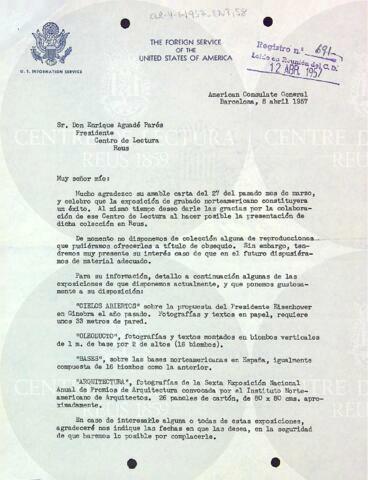 THE FOREIGN SERVICE
OF THE
UNITED STATES OF AMERICA
U. S. INFORMATION SERVICE
Registro n.º 691
Leído en Reunión del C. D.
12 ABR. 1957
American Consulate General
Barcelona, 8 abril 1957
Sr. Don Enrique Aguadé Parés
Presidente
Centro de Lectura
Reus
Muy señor mío:
Mucho agradezco su amable carta del 27 del pasado mes de marzo,
y celebro que la exposición de grabado norteamericano constituyera
un éxito. Al mismo tiempo deseo darle las gracias por la colabora-
ción de ese Centro de Lectura al hacer posible la presentación de
dicha colección en Reus.
De momento no disponemos de colección alguna de reproducciones
que pudiéramos ofrecerles a título de obsequio. Sin embargo, ten-
dremos muy presente su interés caso de que en el futuro dispusiéra-
mos de material adecuado.
Para su información, detallo a continuación algunas de las
exposiciones de que disponemos actualmente, y que ponemos gustosa-
mente a su disposición:
"CIELOS ABIERTOS" sobre la propuesta del Presidente Eisenhower
en Ginebra el año pasado. Fotografías y textos en papel, requiere
unos 33 metros de pared.
"OLEODUCTO", fotografías y textos montados en biombos verticales
de 1 m. de base por 2 de altos (16 biombos).
"BASES", sobre las bases norteamericanas en España, igualmente
compuesta de 16 biombos como la anterior.
"ARQUITECTURA", fotografías de la Sexta Exposición Nacional
Anual de Premios de Arquitectura convocada por el Instituto Norte-
americano de Arquitectos. 26 paneles de cartón, de 80 x 80 cms. apro-
ximadamente.
En caso de interesarle alguna o todas de estas exposiciones,
agradeceré nos indique las fechas en que las desea, en la seguridad
de que haremos lo posible por complacerle.
CENTRE DE LECTURA
REUS 1859